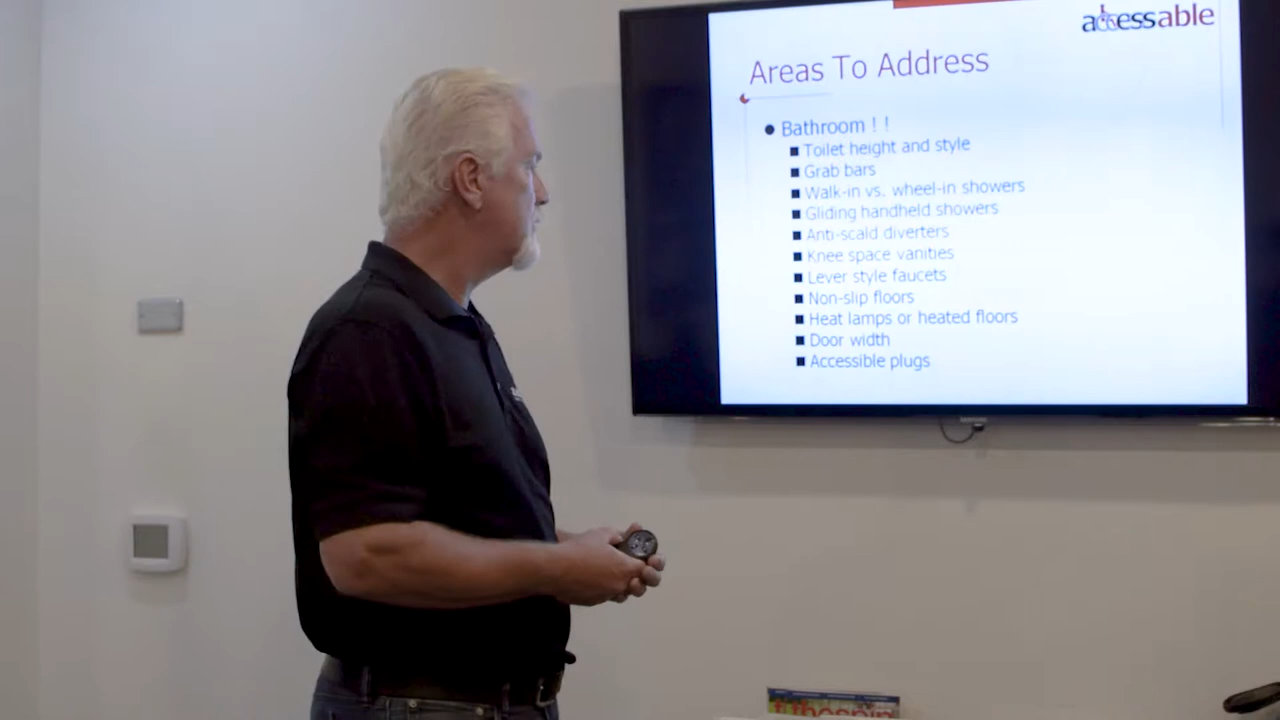 accessable
Areas To Address
Bathroom ! !
Toilet height and style
Grab bars
Walk-in vs. wheel-in showers
Gliding handheld showers
Anti-scald diverters
Knee space vanities
Lever style faucets
Non-slip floors
Heat lamps or heated floors
Door width
Accessible plugs